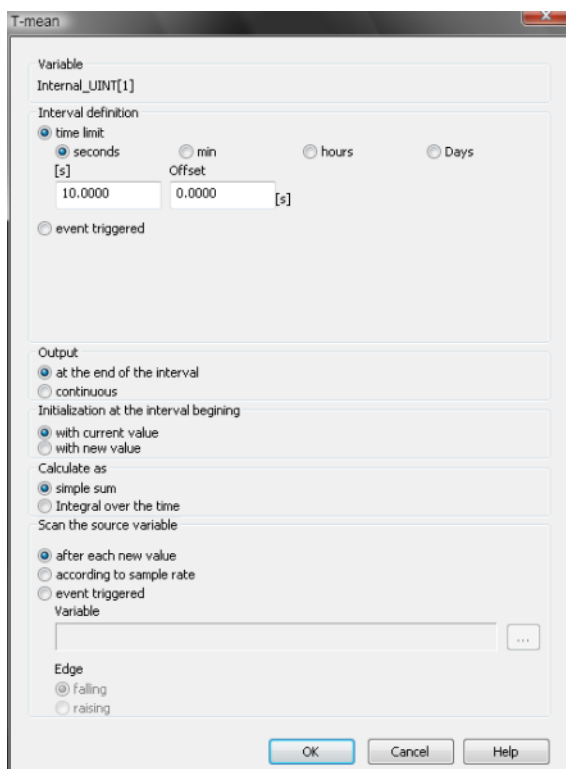 T-mean
Variable
Internal_UINT[1]
Interval definition
time limit
seconds min hours Days
[s] Offset
10.0000 0.0000 [s]
event triggered
Output
at the end of the interval
continuous
Initialization at the interval begining
with current value
with new value
Calculate as
simple sum
Integral over the time
Scan the source variable
after each new value
according to sample rate
event triggered
Variable
...
Edge
falling
raising
OK Cancel Help